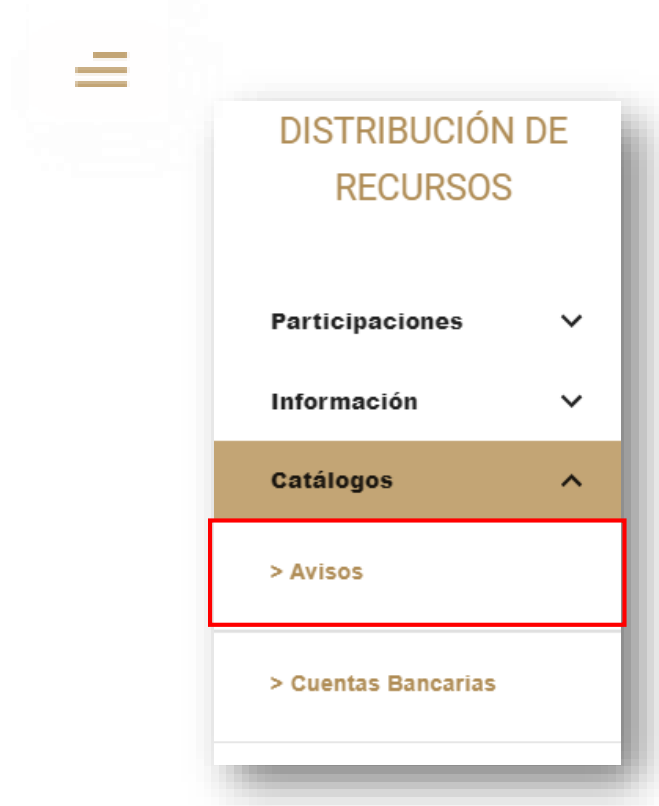 DISTRIBUCIÓN DE
RECURSOS
Participaciones
Información
Catálogos
> Avisos
> Cuentas Bancarias